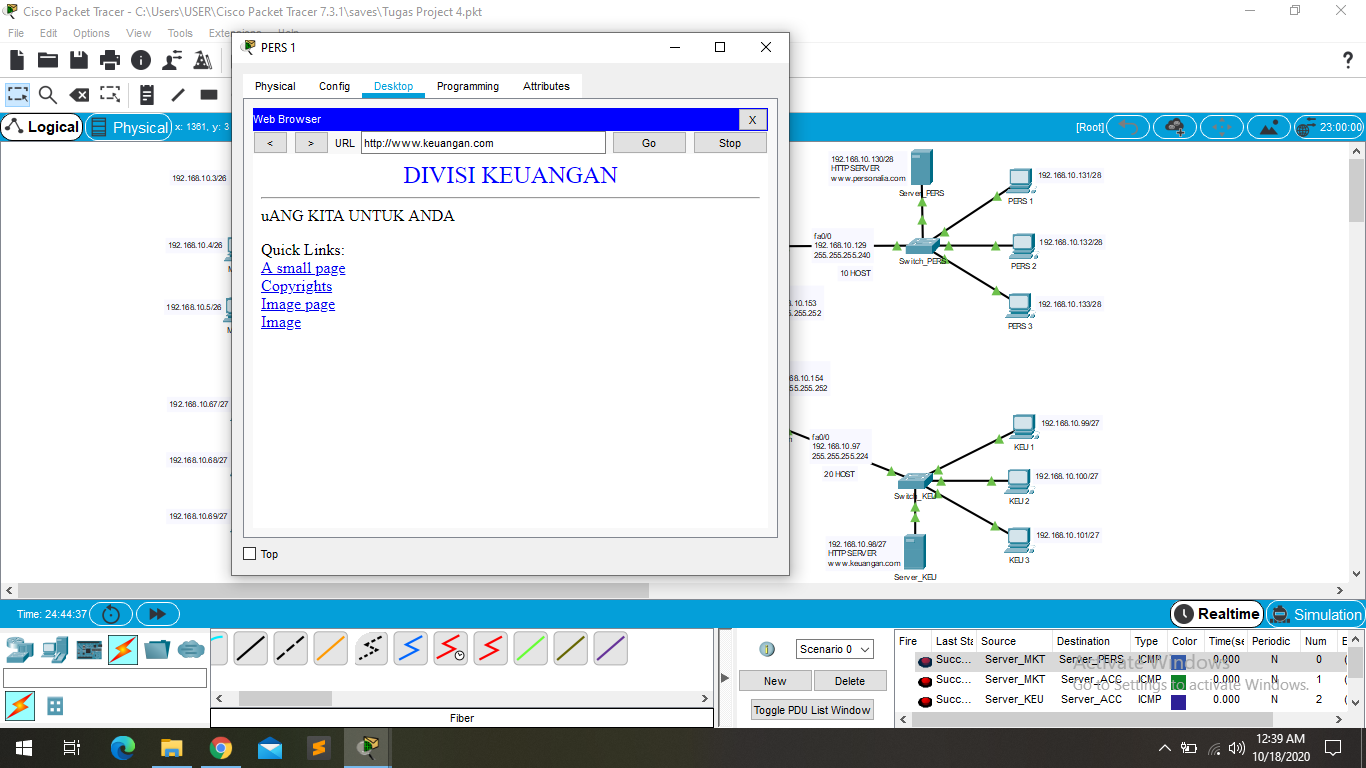 Cisco Packet Tracer - C:\Users\USER\Cisco Packet Tracer 7.3.1\saves\Tugas Project 4.pkt
File Edit Options View Tools Extensions Help
PERS 1
Physical Config Desktop Programming Attributes
Web Browser X
< > URL http://www.keuangan.com Go Stop
DIVISI KEUANGAN
uANG KITA UNTUK ANDA
Quick Links:
A small page
Copyrights
Image page
Image
Top
Logical Physical x: 1361, y: 3
[Root] 23:00:00
192.168.10.3/26
192.168.10.4/26
M
192.168.10.5/26
M
192.168.10.67/27
192.168.10.68/27
192.168.10.69/27
192.168.10.130/28
HTTP SERVER
www.personalia.com
Server_PERS
192.168.10.131/28
PERS 1
fa0/0
192.168.10.129
255.255.255.240
10 HOST
Switch_PERS
192.168.10.132/28
PERS 2
192.168.10.133/28
PERS 3
8.10.153
55.252
68.10.154
55.255.252
fa0/0
192.168.10.97
255.255.255.224
20 HOST
Switch_KEU
192.168.10.99/27
KEU 1
192.168.10.100/27
KEU 2
192.168.10.101/27
KEU 3
192.168.10.98/27
HTTP SERVER
www.keuangan.com
Server_KEU
Time: 24:44:37
Realtime Simulation
Fiber
Scenario 0
New Delete
Toggle PDU List Window
Fire Last Sta Source Destination Type Color Time(se Periodic Num E
Succ... Server_MKT Server_PERS ICMP 0.000 N 0 (
Succ... Server_MKT Server_ACC ICMP 0.000 N 1 (
Succ... Server_KEU Server_ACC ICMP 0.000 N 2 (
Activate Windows
Go to Settings to activate Windows.
12:39 AM
10/18/2020